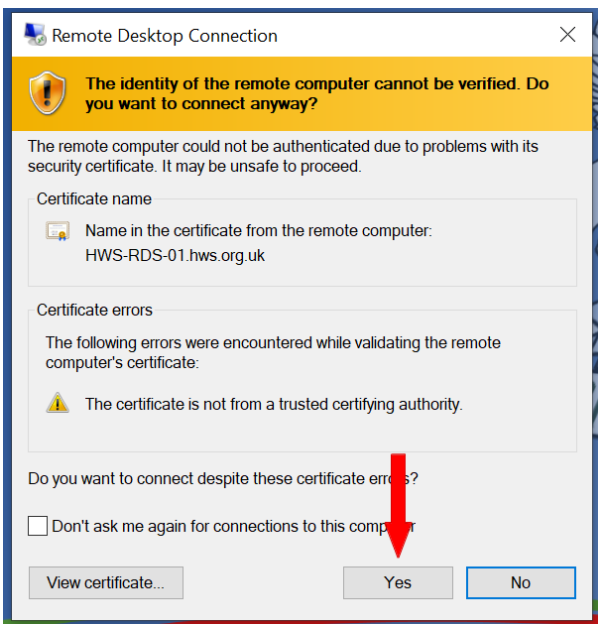 Remote Desktop Connection
The identity of the remote computer cannot be verified. Do
you want to connect anyway?
The remote computer could not be authenticated due to problems with its
security certificate. It may be unsafe to proceed.
Certificate name
Name in the certificate from the remote computer:
HWS-RDS-01.hws.org.uk
Certificate errors
The following errors were encountered while validating the remote
computer's certificate:
The certificate is not from a trusted certifying authority.
Do you want to connect despite these certificate errors?
Don't ask me again for connections to this computer
View certificate...
Yes
No